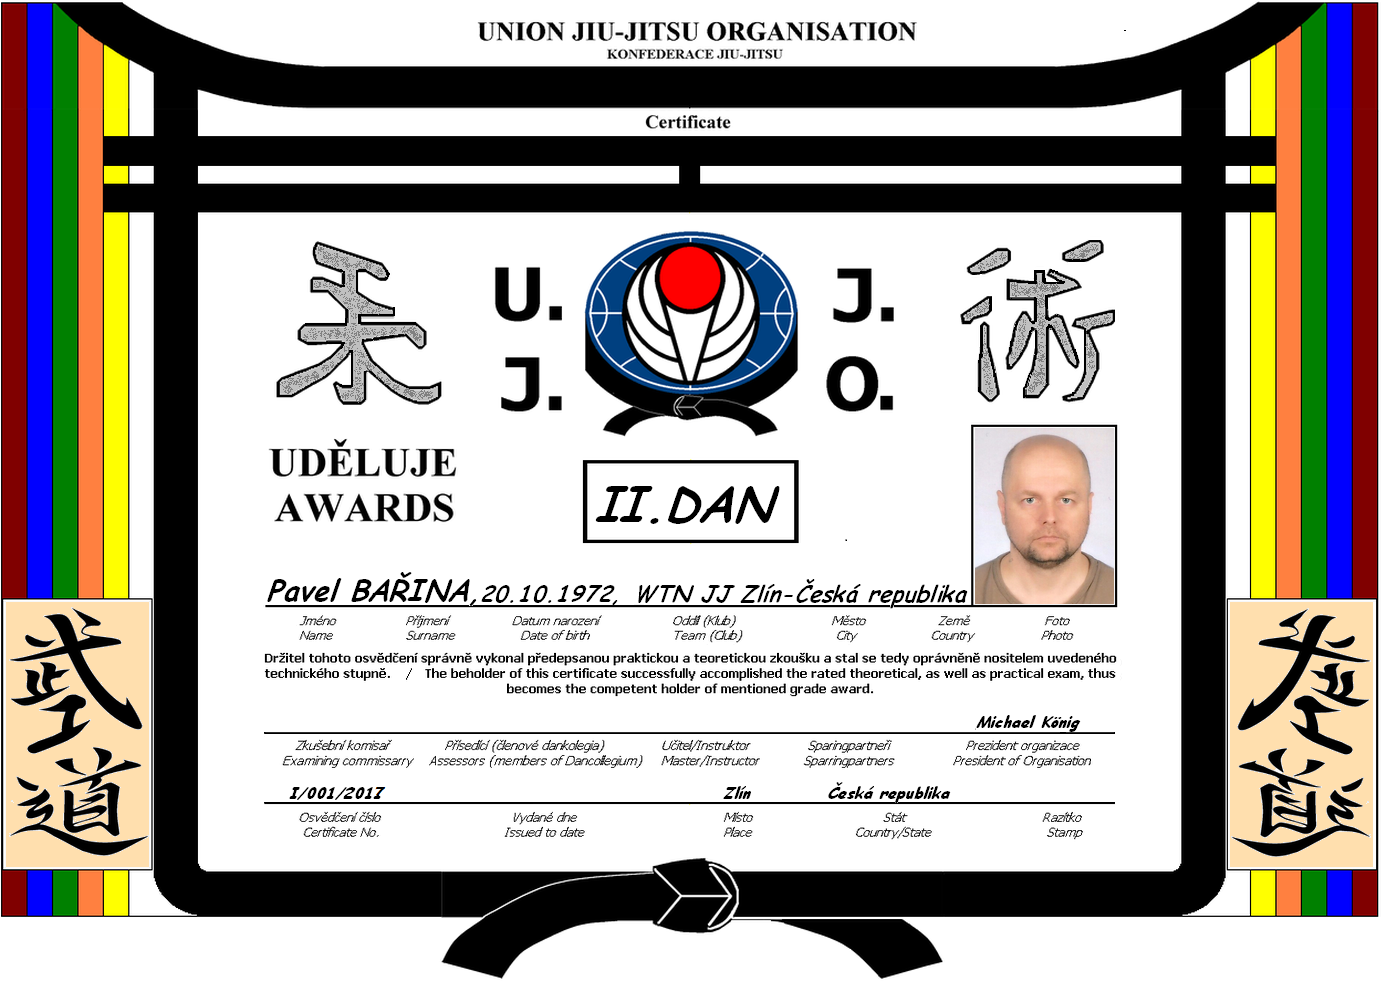 UNION JIU-JITSU ORGANISATION
KONFEDERACE JIU-JITSU
Certificate
柔 U. J. 術
J. O.
UDĚLUJE
AWARDS
II.DAN
Pavel BAŘINA, 20.10.1972, WTN JJ Zlín-Česká republika
Jméno Příjmení Datum narození Oddíl (Klub) Město Země Foto
Name Surname Date of birth Team (Club) City Country Photo
Držitel tohoto osvědčení správně vykonal předepsanou praktickou a teoretickou zkoušku a stal se tedy oprávněně nositelem uvedeného
technického stupně. / The beholder of this certificate successfully accomplished the rated theoretical, as well as practical exam, thus
becomes the competent holder of mentioned grade award.
Michael König
Zkušební komisař Přísedící (členové dankolegia) Učitel/Instruktor Sparingpartneři Prezident organizace
Examining commissarry Assessors (members of Dancollegium) Master/Instructor Sparringpartners President of Organisation
I/001/2017 Zlín Česká republika
Osvědčení číslo Vydané dne Místo Stát Razítko
Certificate No. Issued to date Place Country/State Stamp
武道
武道